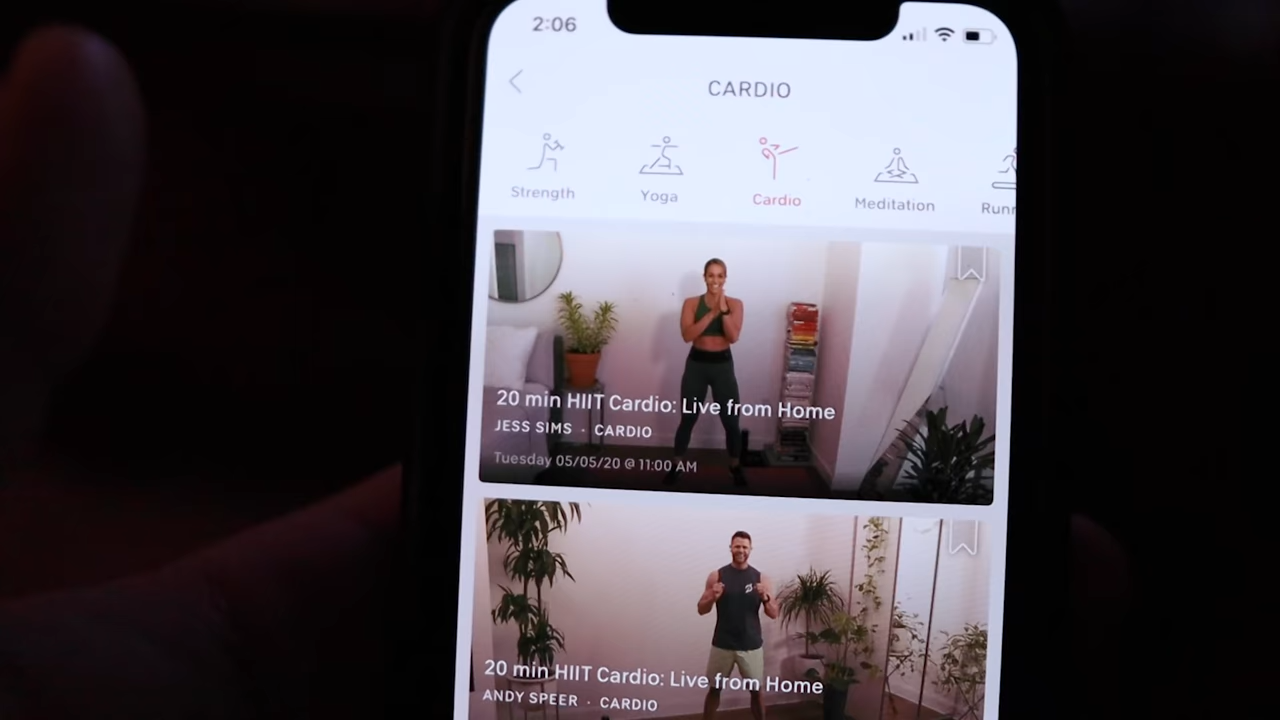 2:06
CARDIO
Strength
Yoga
Cardio
Meditation
Runn
20 min HIIT Cardio: Live from Home
JESS SIMS · CARDIO
Tuesday 05/05/20 @ 11:00 AM
20 min HIIT Cardio: Live from Home
ANDY SPEER · CARDIO